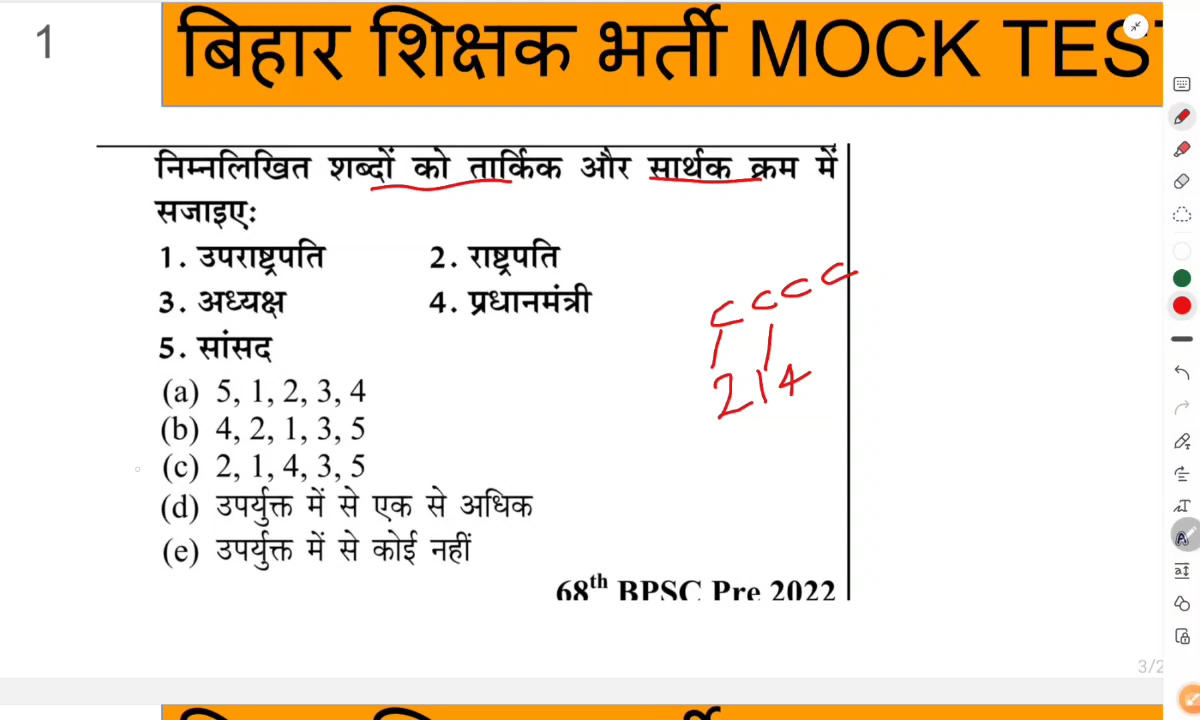 1
बिहार शिक्षक भर्ती MOCK TES
निम्नलिखित शब्दों को तार्किक और सार्थक क्रम में
सजाइए:
1. उपराष्ट्रपति 2. राष्ट्रपति
3. अध्यक्ष 4. प्रधानमंत्री
5. सांसद
c c c c
2 1 4
(a) 5, 1, 2, 3, 4
(b) 4, 2, 1, 3, 5
(c) 2, 1, 4, 3, 5
(d) उपर्युक्त में से एक से अधिक
(e) उपर्युक्त में से कोई नहीं
68th BPSC Pre 2022
3/2